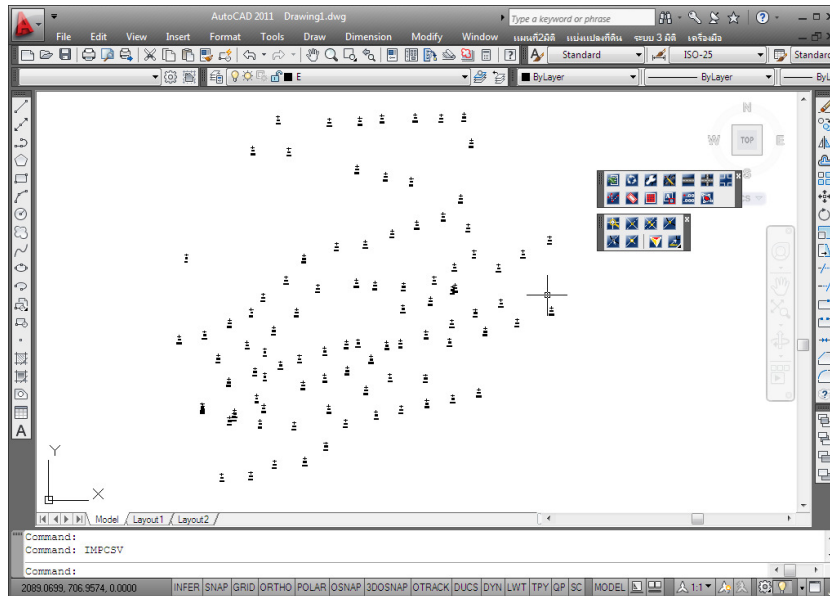 AutoCAD 2011 Drawing1.dwg
Type a keyword or phrase
File Edit View Insert Format Tools Draw Dimension Modify Window แผนที่2มิติ แบ่งแปลงที่ดิน ระบบ 3 มิติ เครื่องมือ
Standard ISO-25 Standard
E ByLayer ByLayer ByL
N
W TOP E
S
CS
Y
X
Model Layout1 Layout2
Command:
Command: IMPCSV
Command:
2089.0699, 706.9574, 0.0000 INFER SNAP GRID ORTHO POLAR OSNAP 3DOSNAP OTRACK DUCS DYN LWT TPY QP SC MODEL 1:1